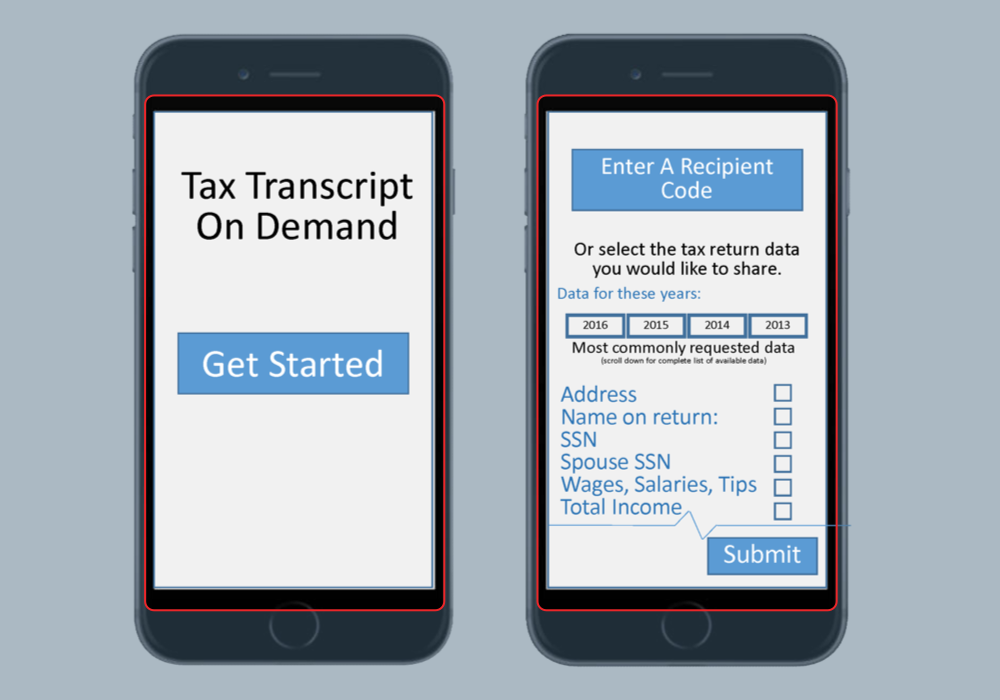 Tax Transcript
On Demand
Get Started
Enter A Recipient
Code
Or select the tax return data
you would like to share.
Data for these years:
2016 2015 2014 2013
Most commonly requested data
(scroll down for complete list of available data)
Address
Name on return:
SSN
Spouse SSN
Wages, Salaries, Tips
Total Income
Submit